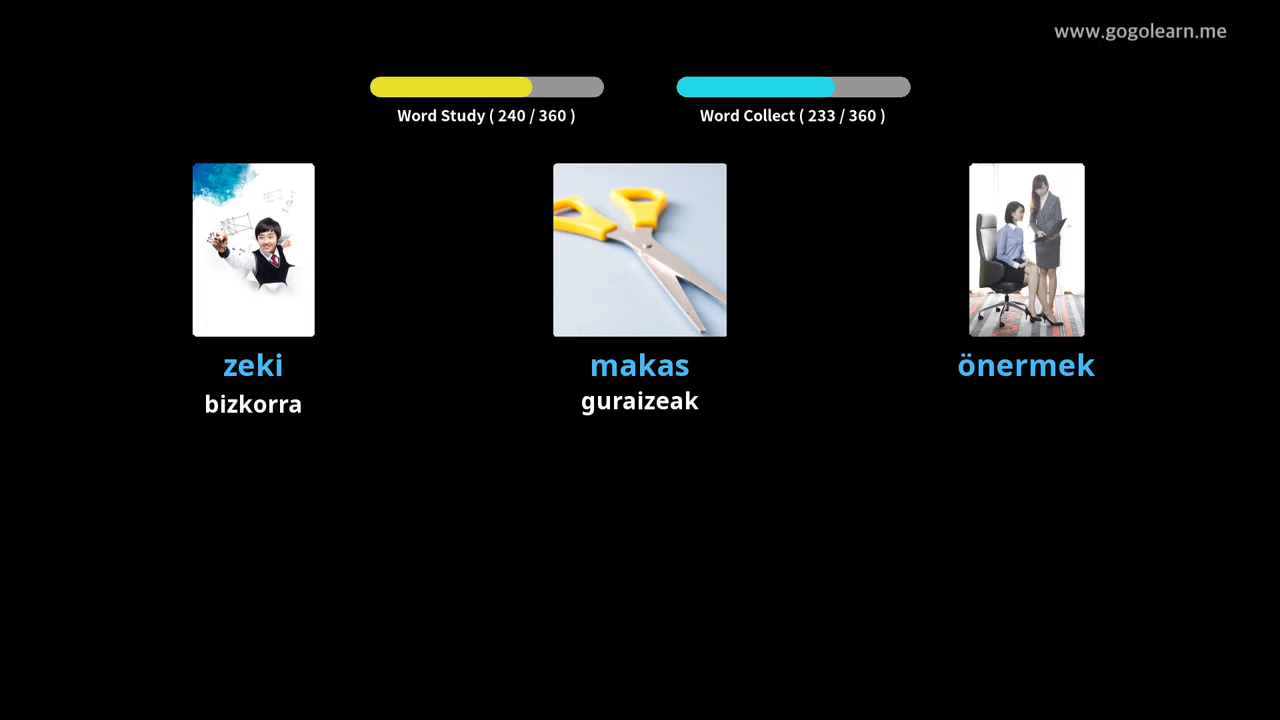 www.gogolearn.me
Word Study ( 240 / 360 )
Word Collect ( 233 / 360 )
zeki
bizkorra
makas
guraizeak
önermek